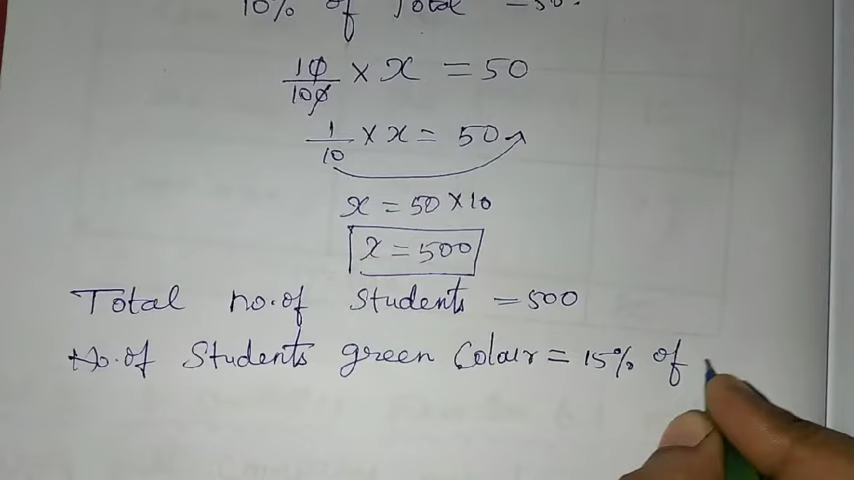 10% of Total = 50.
10/100 × x = 50
1/10 × x = 50
x = 50 × 10
x = 500
Total no.of Students = 500
No.of Students green Colour = 15% of